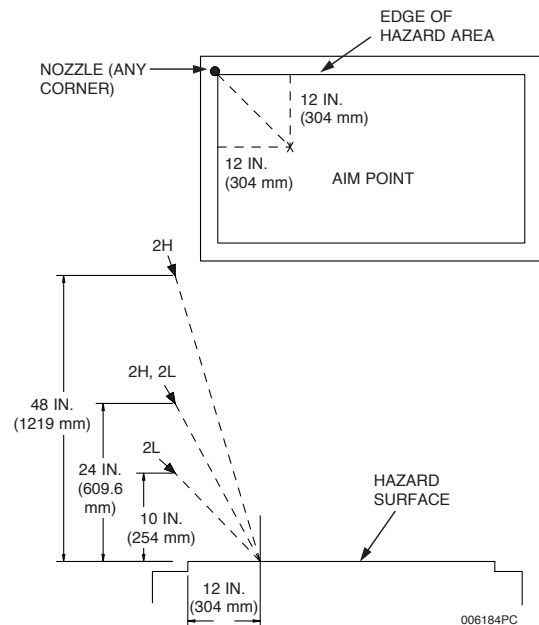 EDGE OF
HAZARD AREA
NOZZLE (ANY
CORNER)
12 IN.
(304 mm)
12 IN.
(304 mm)
AIM POINT
2H
2H, 2L
2L
48 IN.
(1219 mm)
24 IN.
(609.6
mm)
10 IN.
(254 mm)
HAZARD
SURFACE
12 IN.
(304 mm)
006184PC